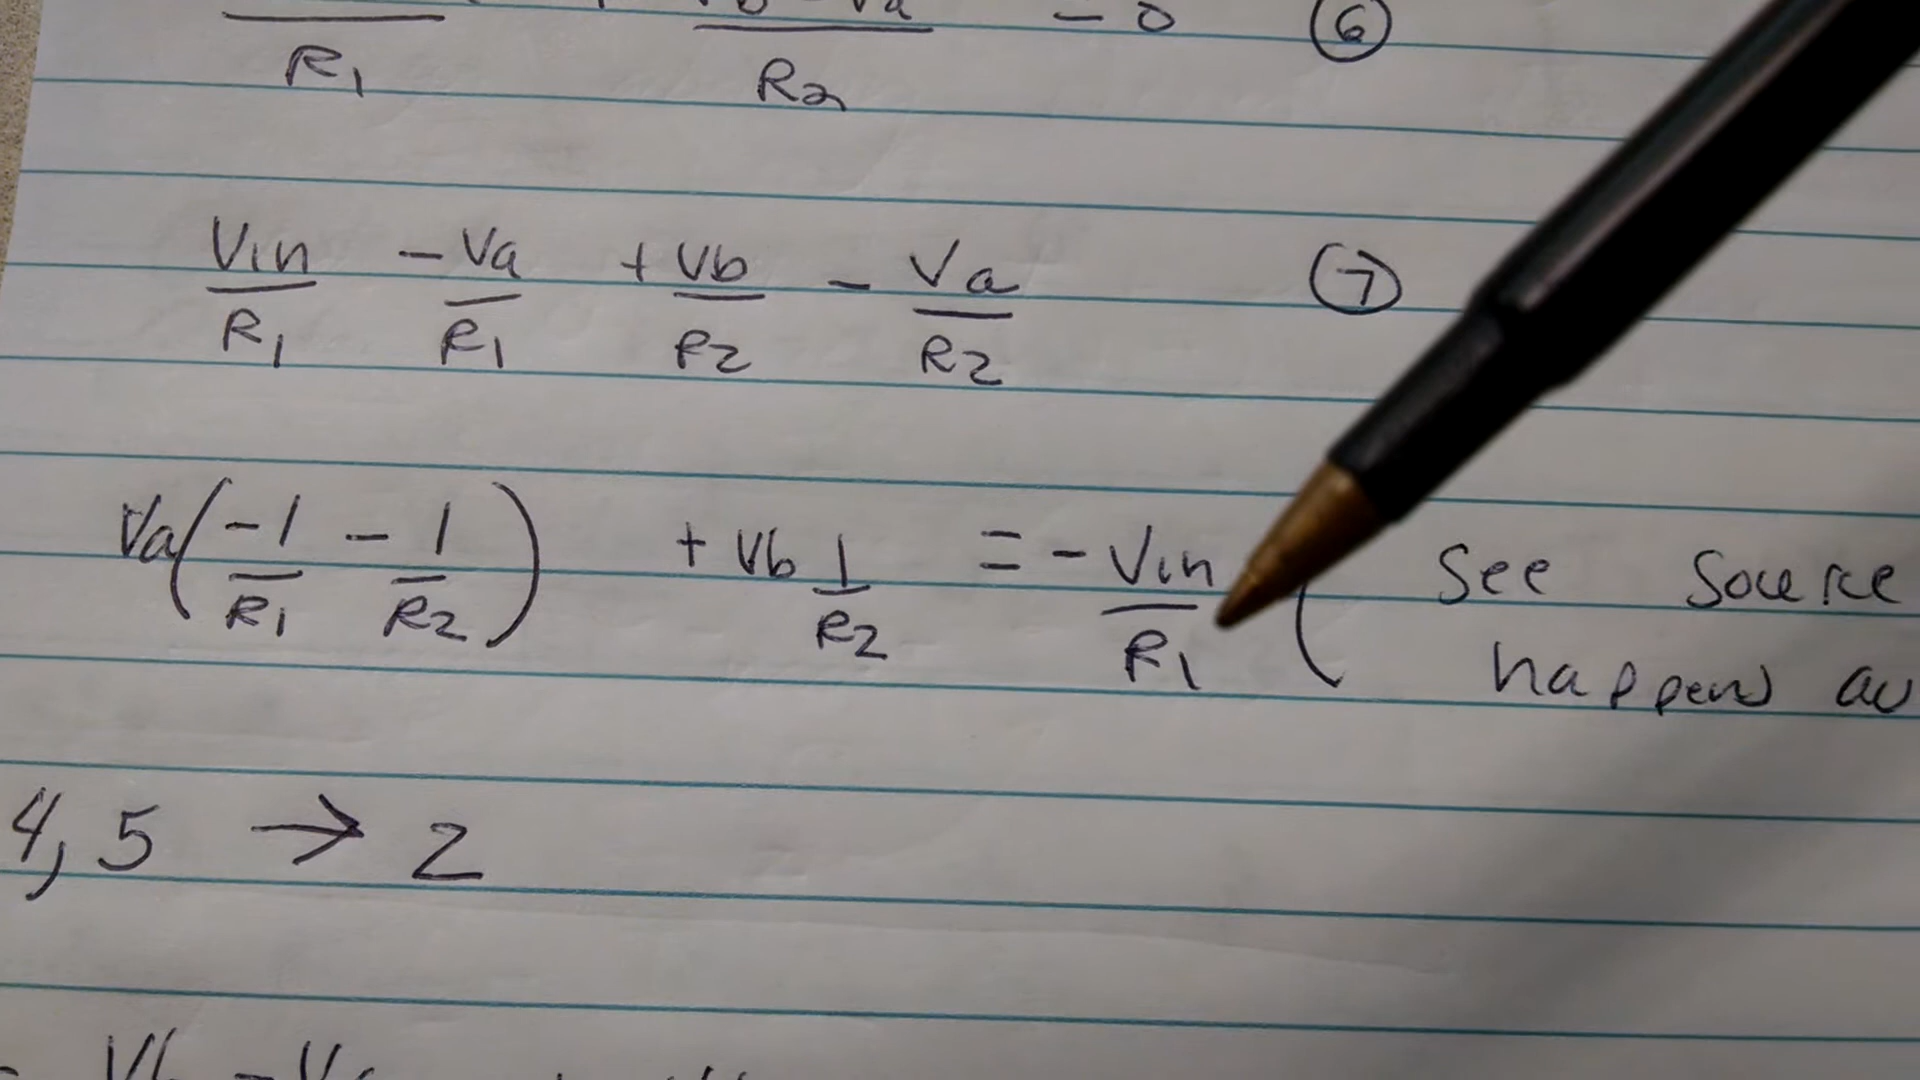 R1 R2 = 0 ⑥
Vin/R1 - Va/R1 + Vb/R2 - Va/R2 ⑦
Va(-1/R1 - 1/R2) + Vb 1/R2 = - Vin/R1 ( See Source
happens
4, 5 → 2